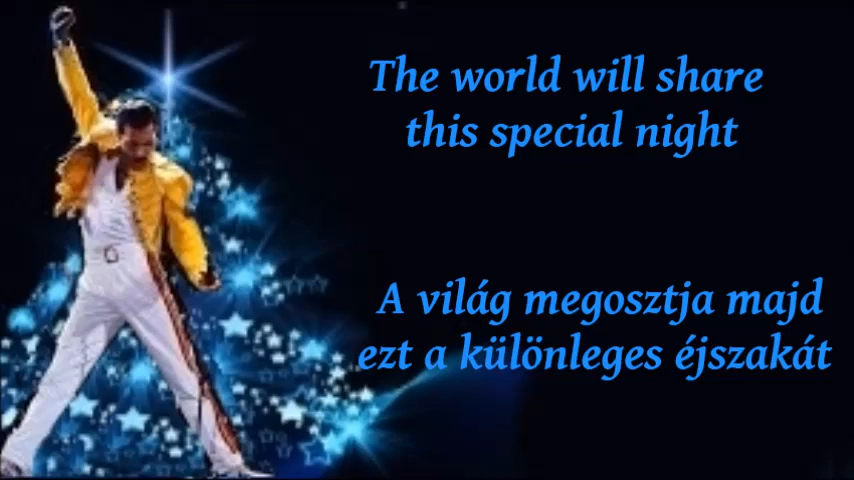 The world will share
this special night
A világ megosztja majd
ezt a különleges éjszakát